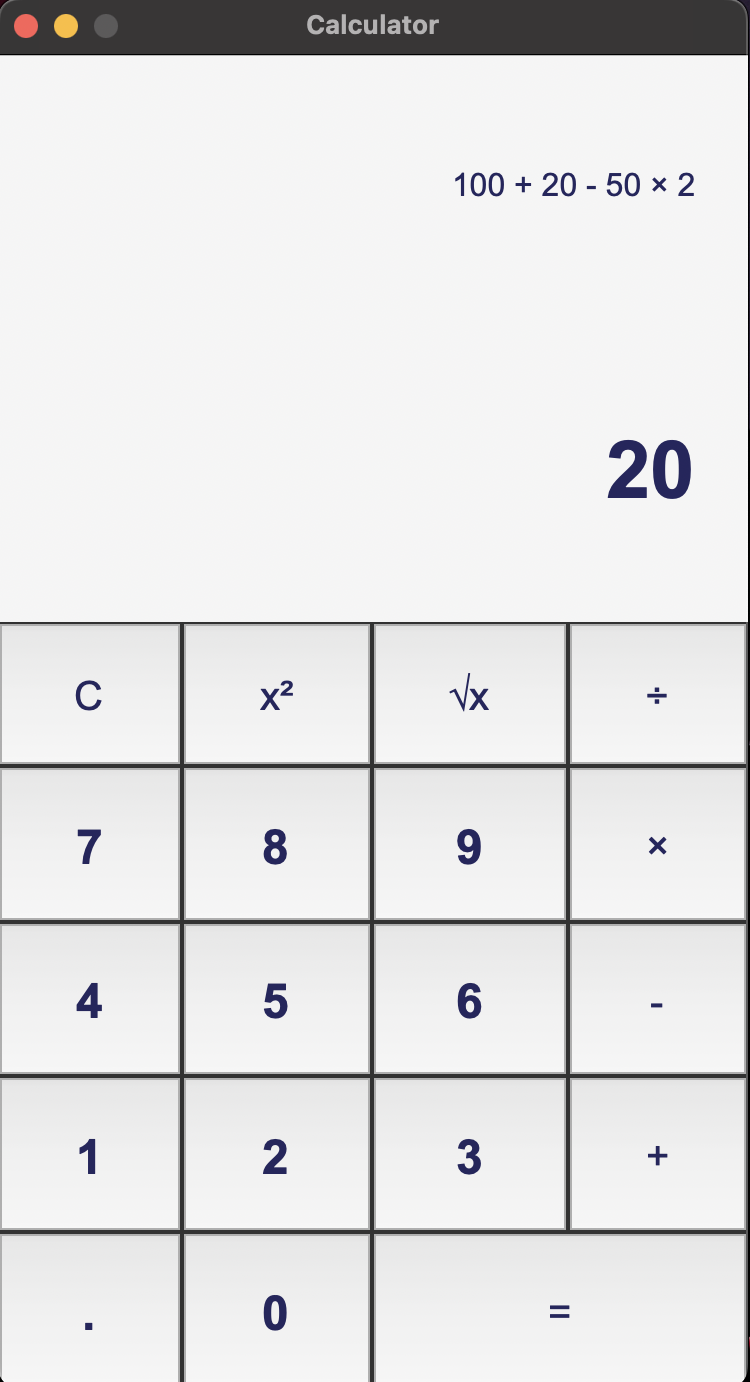 Calculator
100 + 20 - 50 × 2
20
C x² √x ÷
7 8 9 ×
4 5 6 -
1 2 3 +
. 0 =